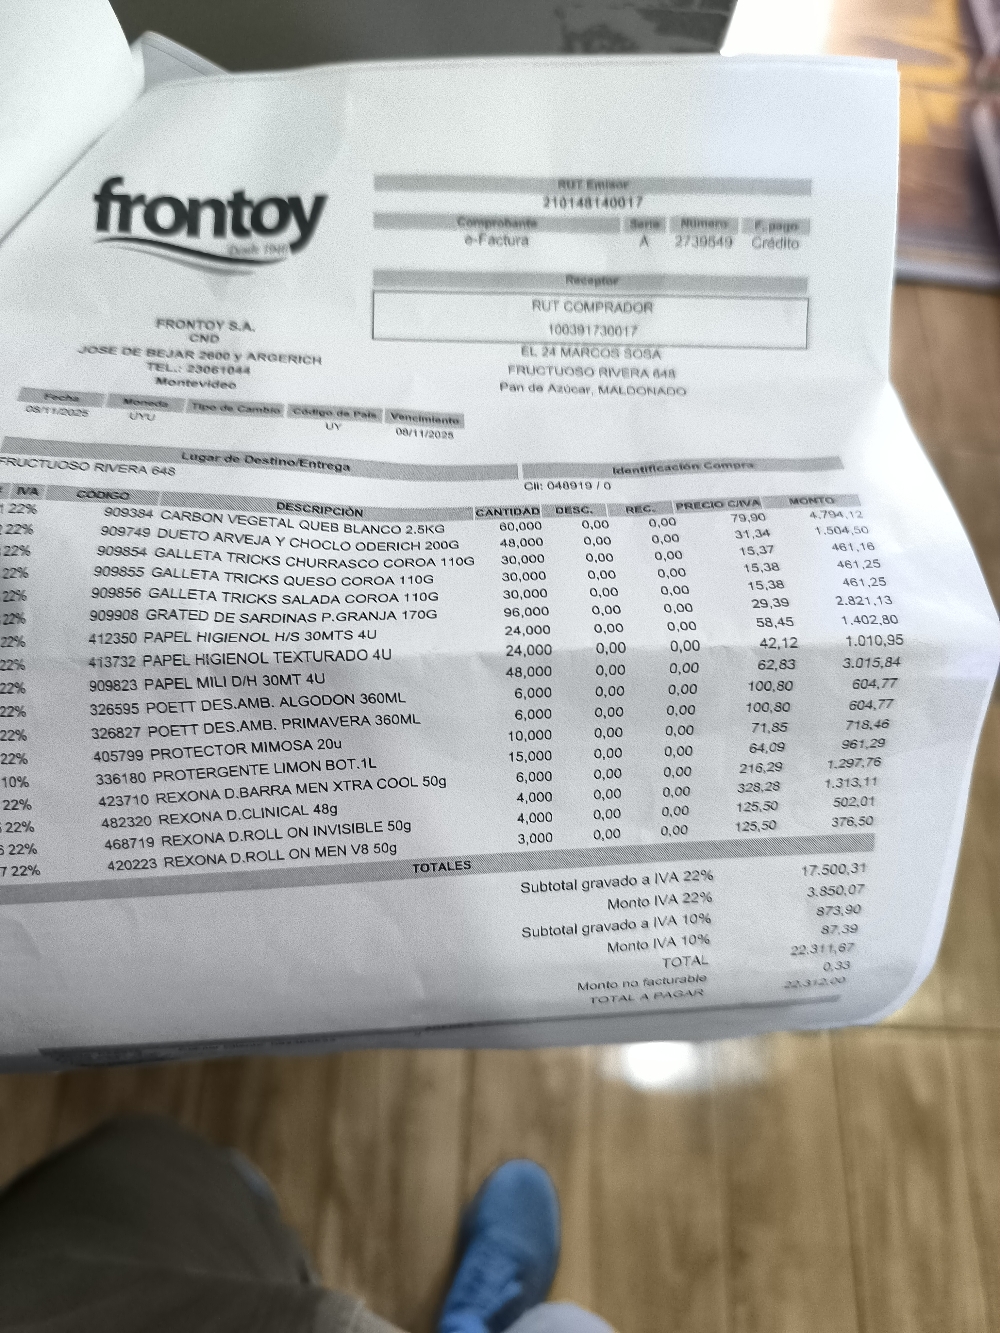 frontoy
Desde 1940
RUT Emisor
210148140017
Comprobante Serie Número F. pago
e-Factura A 2739549 Crédito
Receptor
RUT COMPRADOR
100391730017
EL 24 MARCOS SOSA
FRUCTUOSO RIVERA 648
Pan de Azúcar, MALDONADO
FRONTOY S.A.
CND
JOSE DE BEJAR 2600 y ARGERICH
TEL.: 23061044
Montevideo
Fecha Moneda Tipo de Cambio Código de País Vencimiento
08/11/2025 UYU UY 08/11/2025
Lugar de Destino/Entrega Identificación Compra
FRUCTUOSO RIVERA 648 CII: 048919 / 0
IVA CÓDIGO DESCRIPCIÓN CANTIDAD DESC. REC. PRECIO C/IVA MONTO
22% 909384 CARBON VEGETAL QUEB BLANCO 2.5KG 60,000 0,00 0,00 79,90 4.794,12
22% 909749 DUETO ARVEJA Y CHOCLO ODERICH 200G 48,000 0,00 0,00 31,34 1.504,50
22% 909854 GALLETA TRICKS CHURRASCO COROA 110G 30,000 0,00 0,00 15,37 461,16
22% 909855 GALLETA TRICKS QUESO COROA 110G 30,000 0,00 0,00 15,38 461,25
22% 909856 GALLETA TRICKS SALADA COROA 110G 30,000 0,00 0,00 15,38 461,25
22% 909908 GRATED DE SARDINAS P.GRANJA 170G 96,000 0,00 0,00 29,39 2.821,13
22% 412350 PAPEL HIGIENOL H/S 30MTS 4U 24,000 0,00 0,00 58,45 1.402,80
22% 413732 PAPEL HIGIENOL TEXTURADO 4U 24,000 0,00 0,00 42,12 1.010,95
22% 909823 PAPEL MILI D/H 30MT 4U 48,000 0,00 0,00 62,83 3.015,84
22% 326595 POETT DES.AMB. ALGODON 360ML 6,000 0,00 0,00 100,80 604,77
22% 326827 POETT DES.AMB. PRIMAVERA 360ML 6,000 0,00 0,00 100,80 604,77
22% 405799 PROTECTOR MIMOSA 20u 10,000 0,00 0,00 71,85 718,46
10% 336180 PROTERGENTE LIMON BOT.1L 15,000 0,00 0,00 64,09 961,29
22% 423710 REXONA D.BARRA MEN XTRA COOL 50g 6,000 0,00 0,00 216,29 1.297,76
22% 482320 REXONA D.CLINICAL 48g 4,000 0,00 0,00 328,28 1.313,11
22% 468719 REXONA D.ROLL ON INVISIBLE 50g 4,000 0,00 0,00 125,50 502,01
7 22% 420223 REXONA D.ROLL ON MEN V8 50g 3,000 0,00 0,00 125,50 376,50
TOTALES
Subtotal gravado a IVA 22% 17.500,31
Monto IVA 22% 3.850,07
Subtotal gravado a IVA 10% 873,90
Monto IVA 10% 87,39
TOTAL 22.311,67
Monto no facturable 0,33
TOTAL A PAGAR 22.312,00